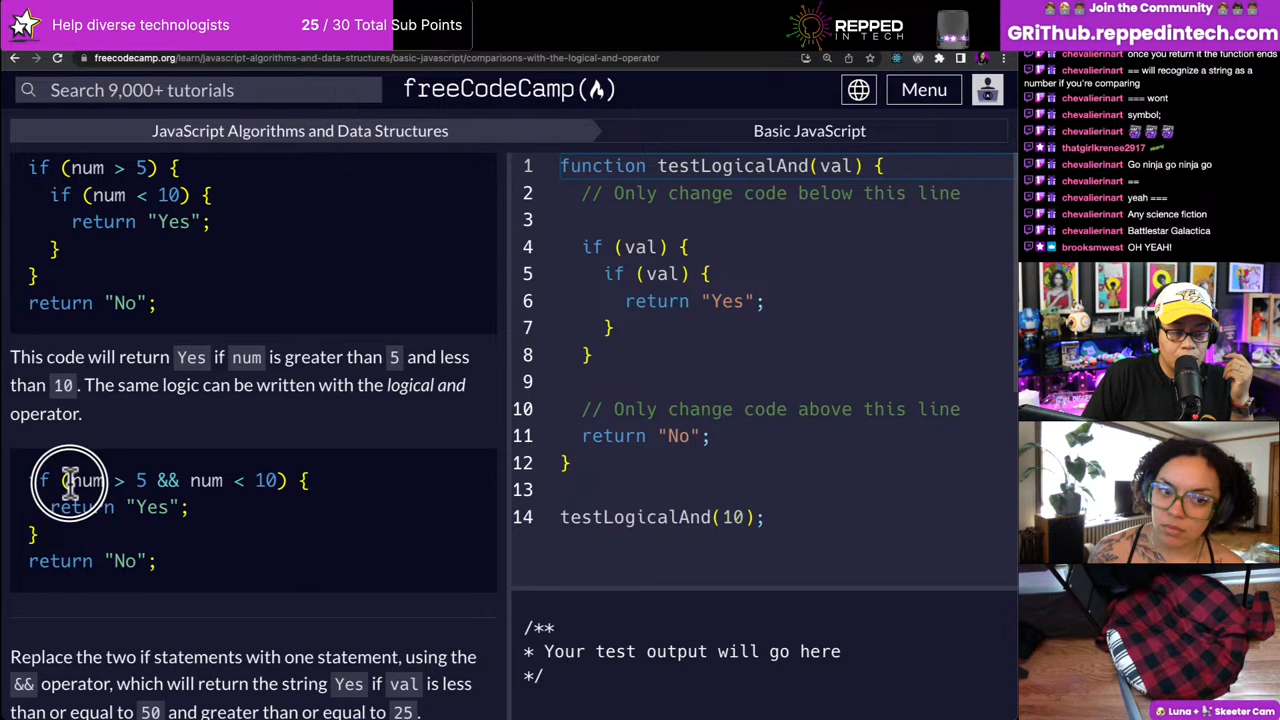 Help diverse technologists
25 / 30 Total Sub Points
REPPED
IN TECH
Join the Community
GRIThub.reppedintech.com
freecodecamp.org/learn/javascript-algorithms-and-data-structures/basic-javascript/comparisons-with-the-logical-and-operator
Search 9,000+ tutorials
freeCodeCamp
Menu
JavaScript Algorithms and Data Structures
Basic JavaScript
if (num > 5) {
if (num < 10) {
return "Yes";
}
}
return "No";
This code will return Yes if num is greater than 5 and less
than 10. The same logic can be written with the logical and
operator.
if (num > 5 && num < 10) {
return "Yes";
}
return "No";
Replace the two if statements with one statement, using the
&& operator, which will return the string Yes if val is less
than or equal to 50 and greater than or equal to 25.
1 function testLogicalAnd(val) {
2 // Only change code below this line
3
4 if (val) {
5 if (val) {
6 return "Yes";
7 }
8 }
9
10 // Only change code above this line
11 return "No";
12 }
13
14 testLogicalAnd(10);
/**
* Your test output will go here
*/
once you return it the function ends
chevalierinart == will recognize a string as a
number if you're comparing
chevalierinart === wont
chevalierinart symbol;
chevalierinart
thatgirlkrenee2917
chevalierinart Go ninja go ninja go
chevalierinart ==
chevalierinart yeah ===
chevalierinart Any science fiction
chevalierinart Battlestar Galactica
brooksmwest OH YEAH!
Luna + Skeeter Cam